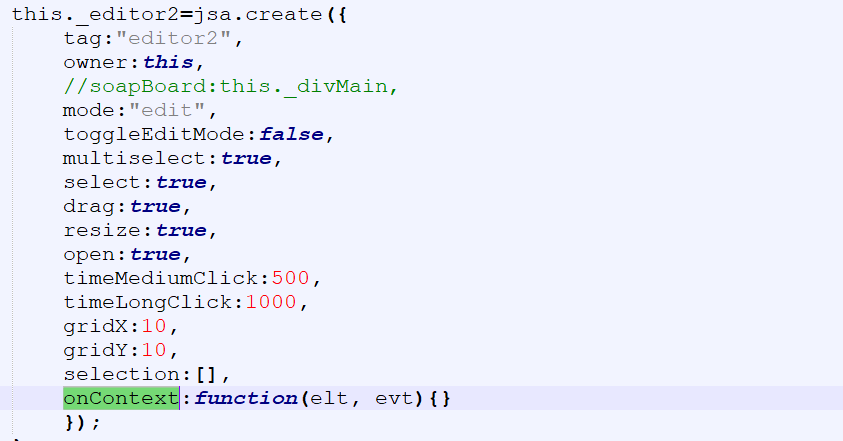 this._editor2=jsa.create({
tag:"editor2",
owner:this,
//soapBoard:this._divMain,
mode:"edit",
toggleEditMode:false,
multiselect:true,
select:true,
drag:true,
resize:true,
open:true,
timeMediumClick:500,
timeLongClick:1000,
gridX:10,
gridY:10,
selection:[],
onContext:function(elt, evt){}
});